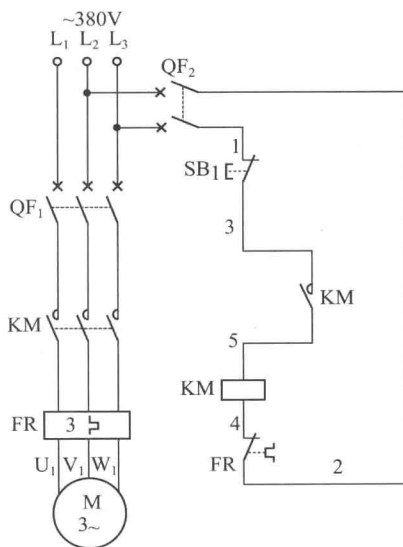 ~380V
L₁ L₂ L₃
QF₂
1
SB1
QF₁
3
KM
KM
5
KM
4
FR 3
FR
2
U₁ V₁ W₁
M
3~